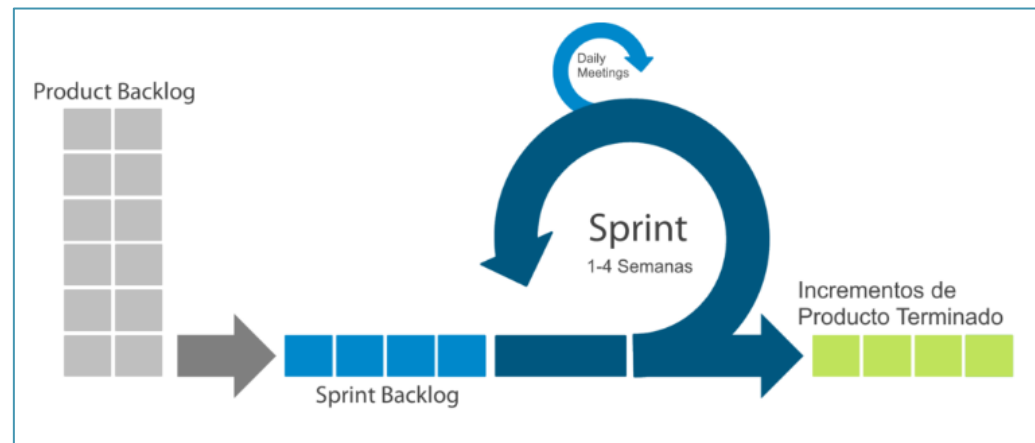 Daily
Meetings
Product Backlog
Sprint
1-4 Semanas
Incrementos de
Producto Terminado
Sprint Backlog